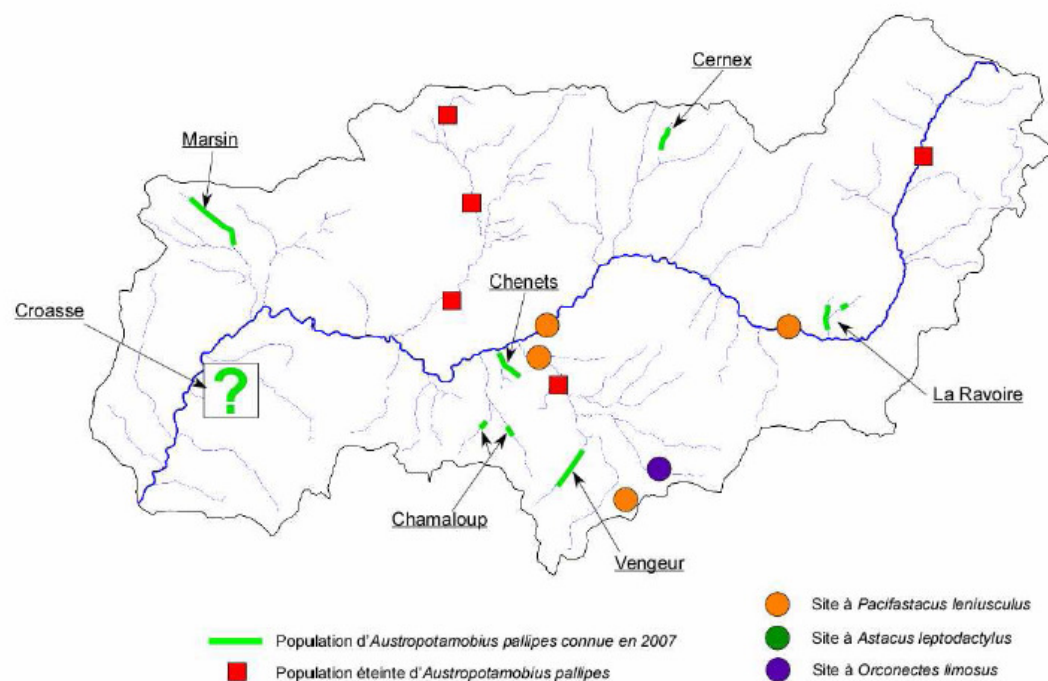 Cernex
Marsin
Chenets
Croasse
?
La Ravoire
Chamaloup
Vengeur
Population d'Austropotamobius pallipes connue en 2007
Population éteinte d'Austropotamobius pallipes
Site à Pacifastacus leniusculus
Site à Astacus leptodactylus
Site à Orconectes limosus